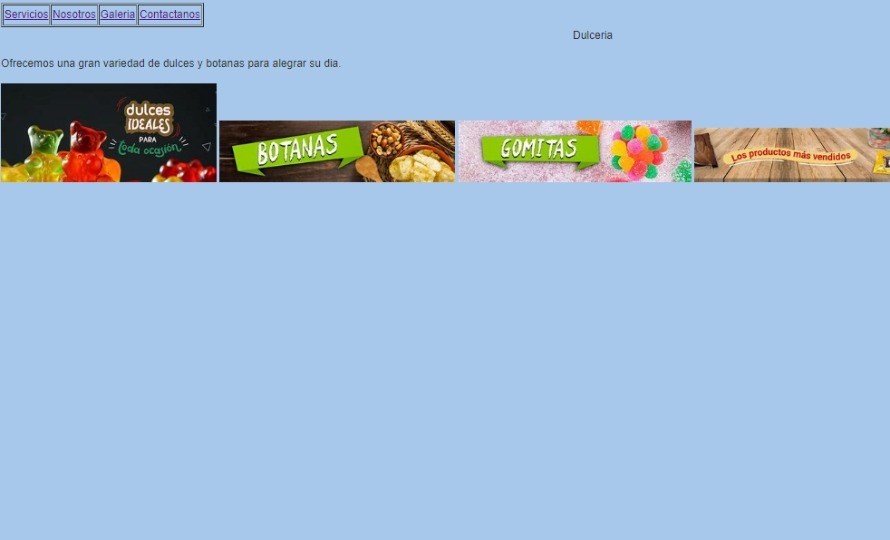 Servicios Nosotros Galeria Contactanos
Dulceria
Ofrecemos una gran variedad de dulces y botanas para alegrar su dia.
dulces
IDEALES
PARA
toda ocasión
BOTANAS
GOMITAS
Los productos más vendidos